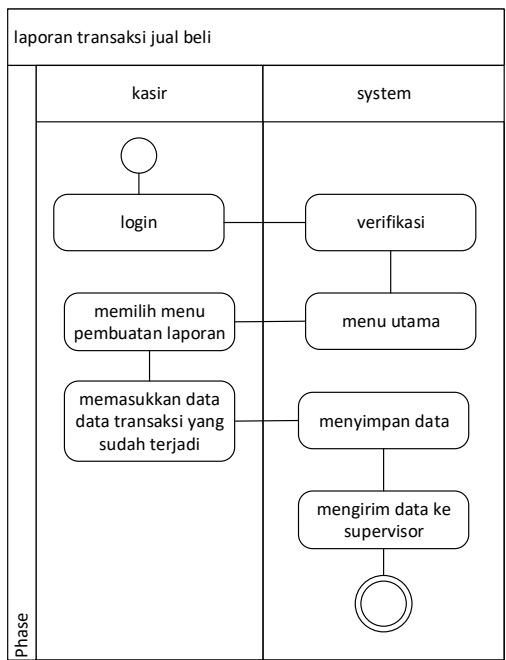 laporan transaksi jual beli
kasir
system
login
verifikasi
memilih menu
pembuatan laporan
menu utama
memasukkan data
data transaksi yang
sudah terjadi
menyimpan data
mengirim data ke
supervisor
Phase